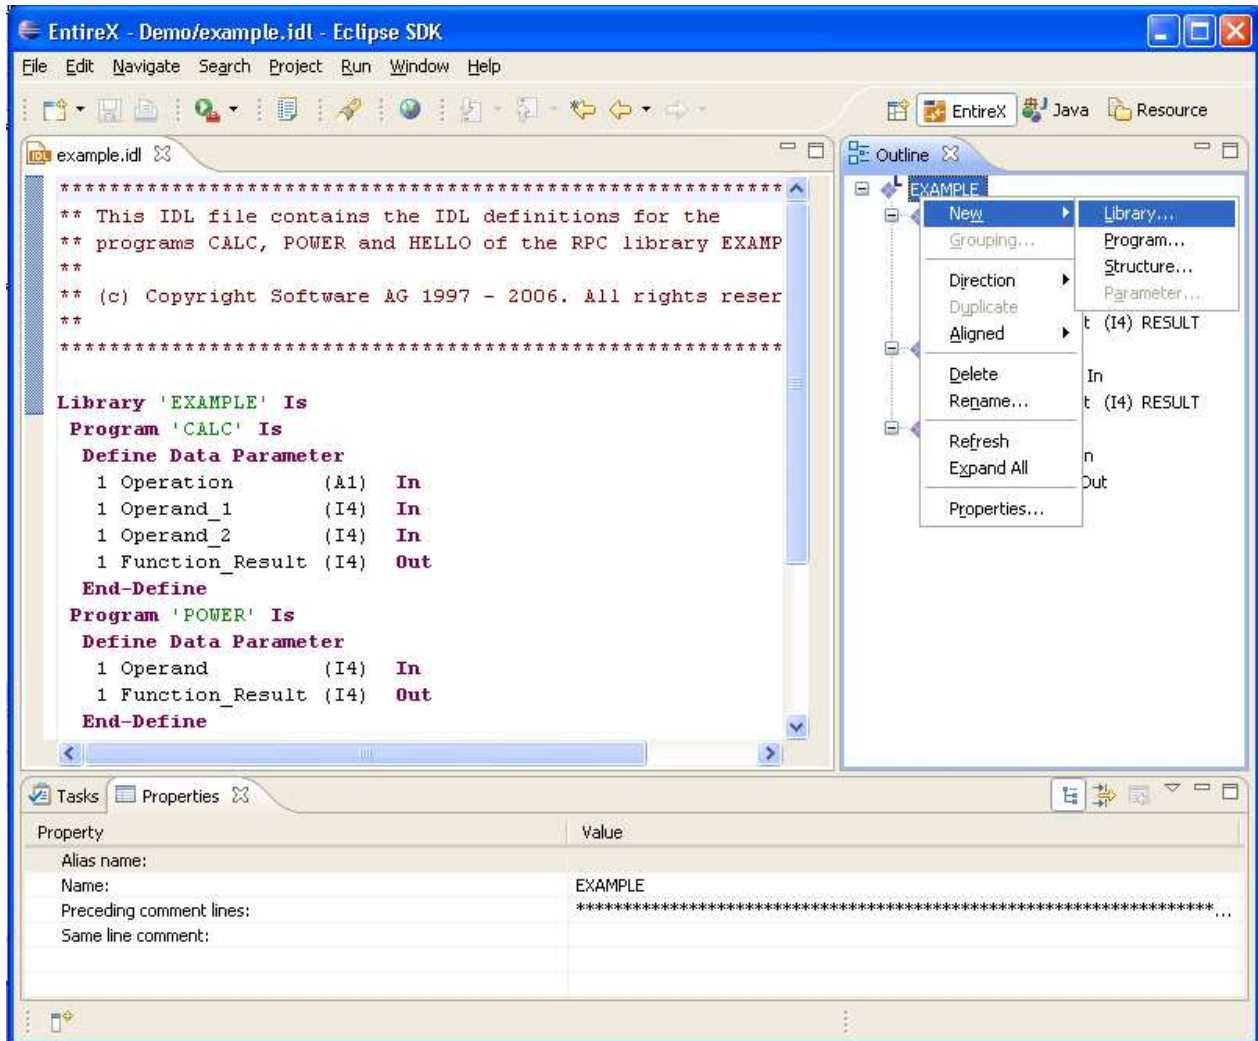 EntireX - Demo/example.idl - Eclipse SDK
File Edit Navigate Search Project Run Window Help
EntireX Java Resource
IDL example.idl
************************************************************
** This IDL file contains the IDL definitions for the
** programs CALC, POWER and HELLO of the RPC library EXAMP
**
** (c) Copyright Software AG 1997 - 2006. All rights reser
**
************************************************************
Library 'EXAMPLE' Is
Program 'CALC' Is
Define Data Parameter
1 Operation (A1) In
1 Operand_1 (I4) In
1 Operand_2 (I4) In
1 Function_Result (I4) Out
End-Define
Program 'POWER' Is
Define Data Parameter
1 Operand (I4) In
1 Function_Result (I4) Out
End-Define
Outline
EXAMPLE
New
Grouping...
Direction
Duplicate
Aligned
Delete
Rename...
Refresh
Expand All
Properties...
Library...
Program...
Structure...
Parameter...
t (I4) RESULT
In
t (I4) RESULT
n
Out
Tasks Properties
Property Value
Alias name:
Name: EXAMPLE
Preceding comment lines: **********************************************************************...
Same line comment: